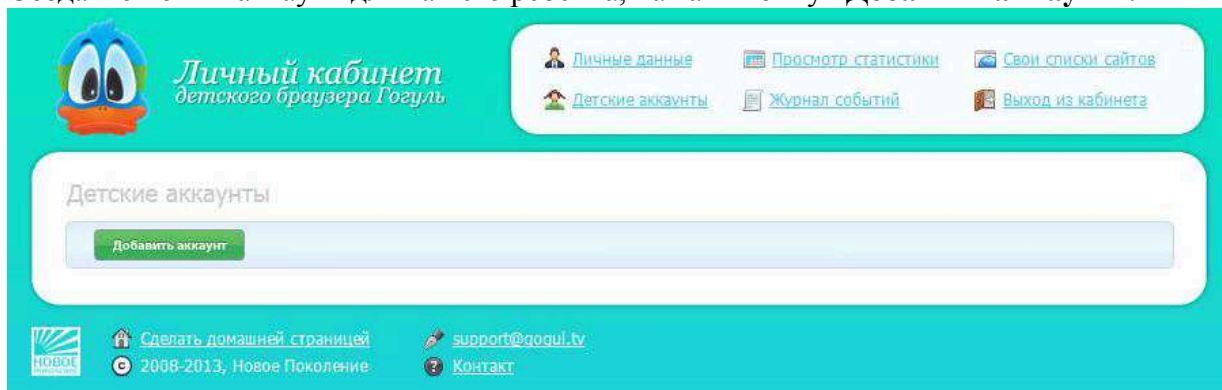 Личный кабинет
детского браузера Гогуль
Личные данные
Просмотр статистики
Свои списки сайтов
Детские аккаунты
Журнал событий
Выход из кабинета
Детские аккаунты
Добавить аккаунт
Сделать домашней страницей
support@gogul.tv
НОВОЕ
© 2008-2013, Новое Поколение
Контакт